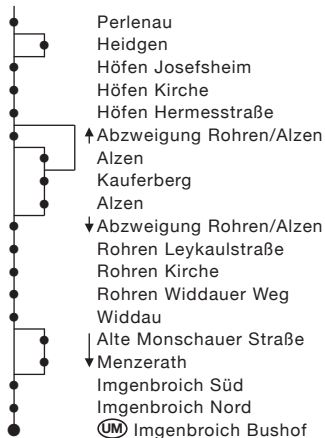 Perlenau
Heidgen
Höfen Josefsheim
Höfen Kirche
Höfen Hermesstraße
Abzweigung Rohren/Alzen
Alzen
Kauferberg
Alzen
Abzweigung Rohren/Alzen
Rohren Leykaulstraße
Rohren Kirche
Rohren Widdauer Weg
Widdau
Alte Monschauer Straße
Menzerath
Imgenbroich Süd
Imgenbroich Nord
UM Imgenbroich Bushof